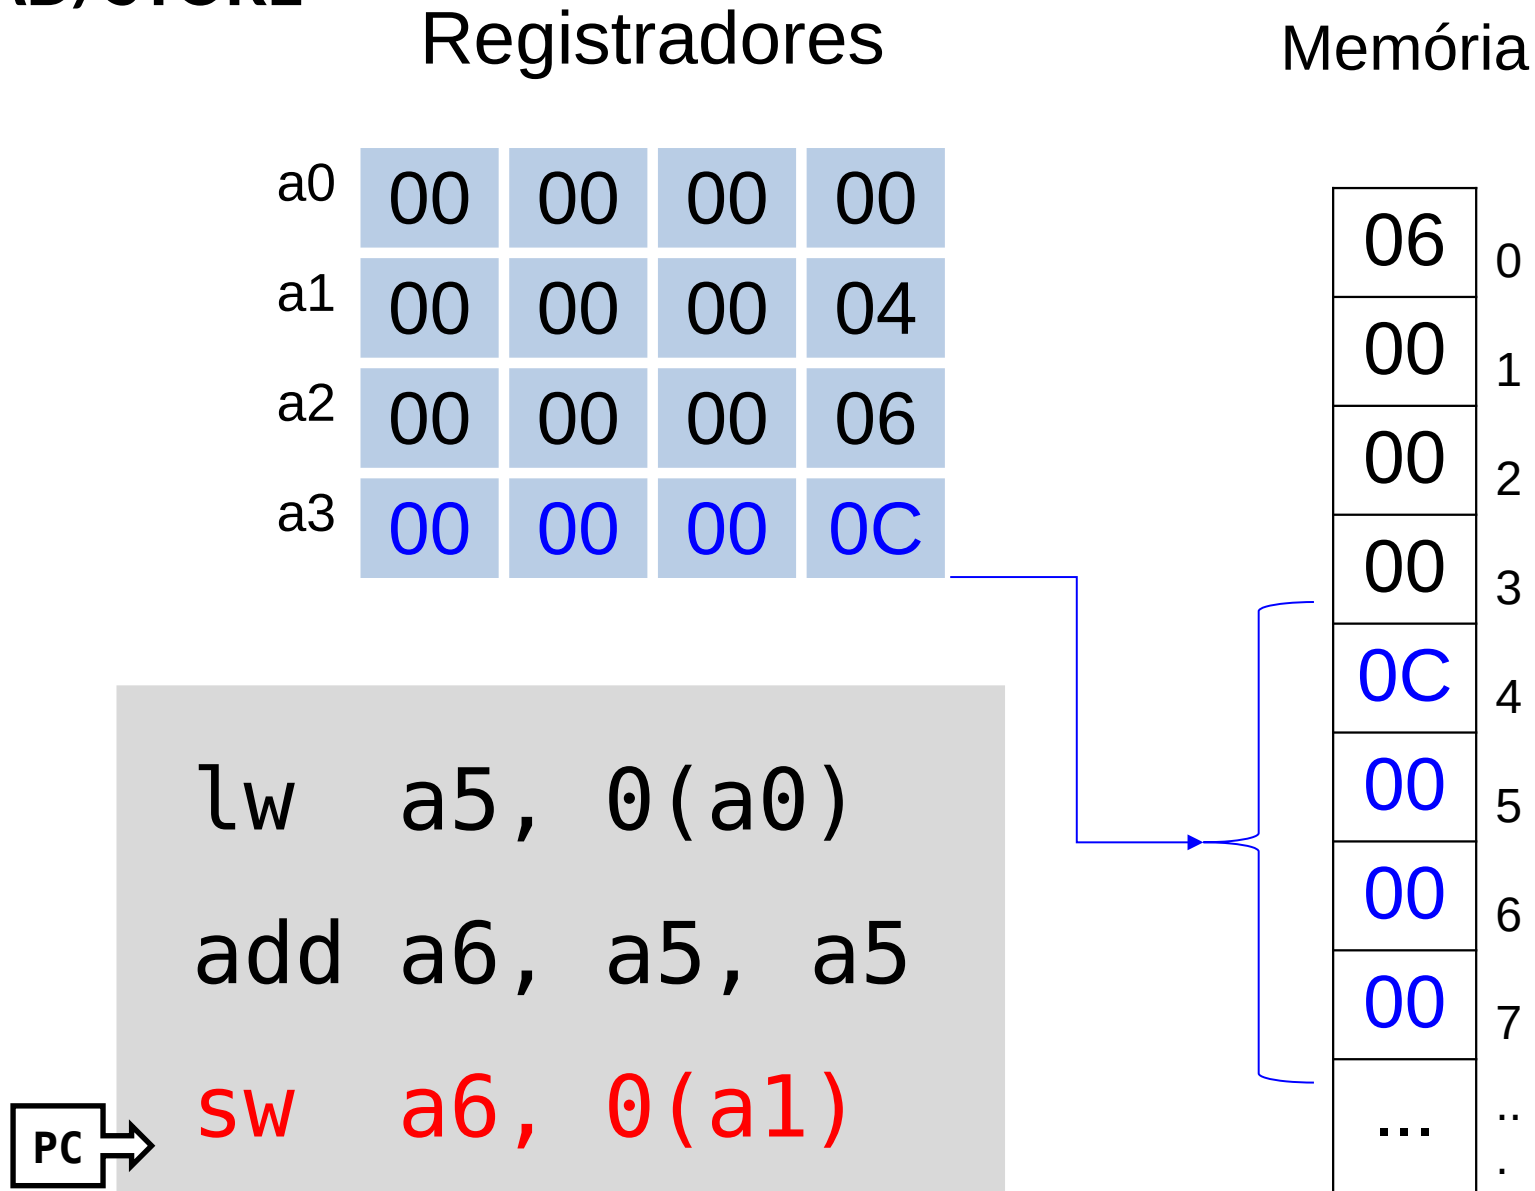 Registradores
Memória
a0 00 00 00 00
a1 00 00 00 04
a2 00 00 00 06
a3 00 00 00 0C
06 0
00 1
00 2
00 3
0C 4
00 5
00 6
00 7
... ...
lw a5, 0(a0)
add a6, a5, a5
sw a6, 0(a1)
PC